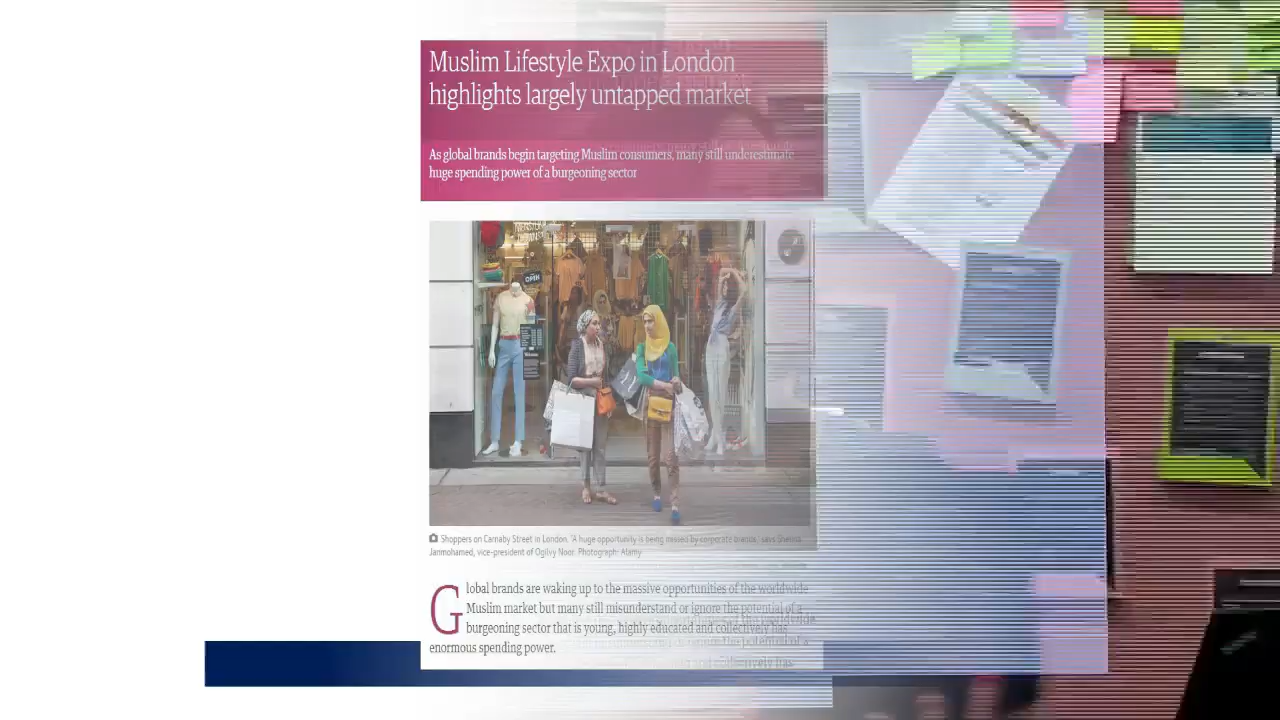 Muslim Lifestyle Expo in London
highlights largely untapped market
As global brands begin targeting Muslim consumers, many still underestimate
huge spending power of a burgeoning sector
OPEN
Shoppers on Carnaby Street in London. 'A huge opportunity is being missed by corporate brands,' says Shelina
Janmohamed, vice-president of Ogilvy Noor. Photograph: Alamy
Global brands are waking up to the massive opportunities of the worldwide
Muslim market but many still misunderstand or ignore the potential of a
burgeoning sector that is young, highly educated and collectively has
enormous spending power.